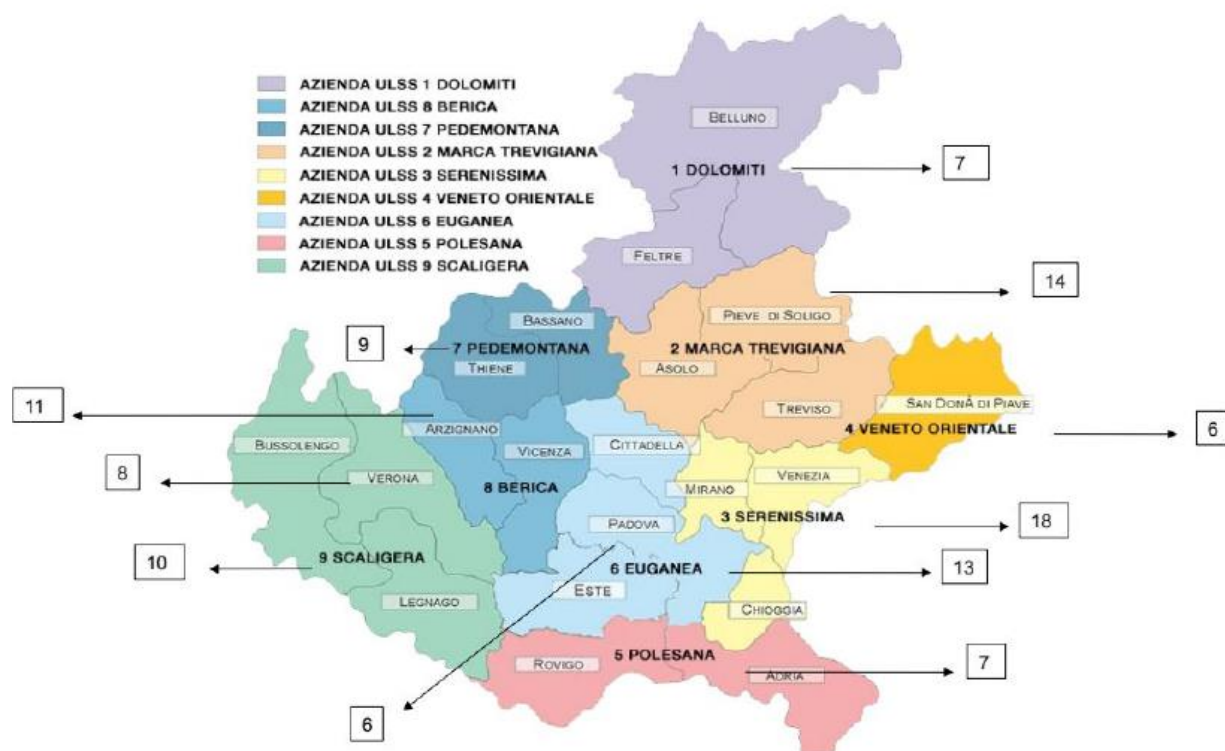 AZIENDA ULSS 1 DOLOMITI
AZIENDA ULSS 8 BERICA
AZIENDA ULSS 7 PEDEMONTANA
AZIENDA ULSS 2 MARCA TREVIGIANA
AZIENDA ULSS 3 SERENISSIMA
AZIENDA ULSS 4 VENETO ORIENTALE
AZIENDA ULSS 6 EUGANEA
AZIENDA ULSS 5 POLESANA
AZIENDA ULSS 9 SCALIGERA
BELLUNO
1 DOLOMITI
7
FELTRE
14
PIEVE DI SOLIGO
BASSANO
9
7 PEDEMONTANA
2 MARCA TREVIGIANA
THIENE
ASOLO
11
TREVISO
SAN DONÀ DI PIAVE
ARZIGNANO
4 VENETO ORIENTALE
6
BUSSOLENGO
VICENZA
CITTADELLA
8
VERONA
8 BERICA
MIRANO
VENEZIA
3 SERENISSIMA
18
PADOVA
10
9 SCALIGERA
6 EUGANEA
13
ESTE
LEGNAGO
CHIOGGIA
ROVIGO
5 POLESANA
ADRIA
7
6